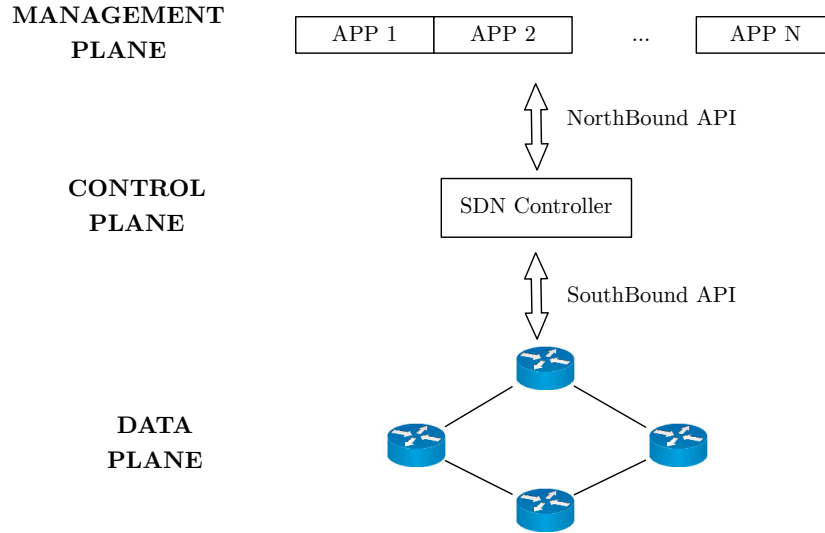 MANAGEMENT
PLANE
APP 1 APP 2 ... APP N
NorthBound API
CONTROL
PLANE
SDN Controller
SouthBound API
DATA
PLANE